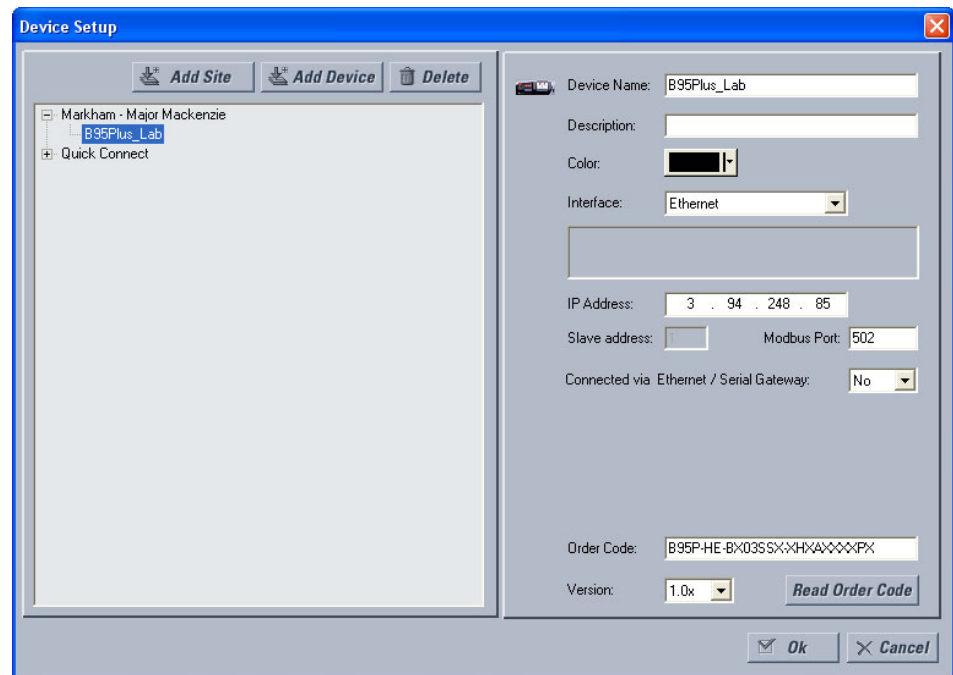 Device Setup
Add Site
Add Device
Delete
Markham - Major Mackenzie
B95Plus_Lab
Quick Connect
Device Name: B95Plus_Lab
Description:
Color:
Interface: Ethernet
IP Address: 3 . 94 . 248 . 85
Slave address: 1 Modbus Port: 502
Connected via Ethernet / Serial Gateway: No
Order Code: B95P-HE-BX03SSX-XHXAXXXXPX
Version: 1.0x Read Order Code
Ok Cancel